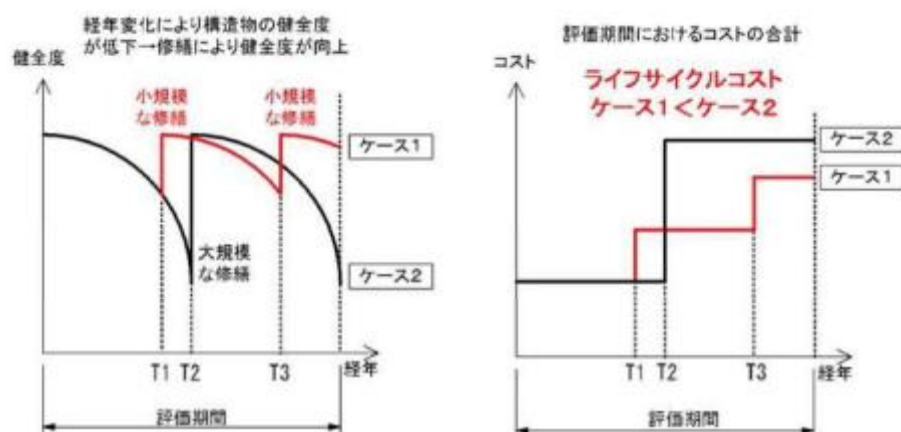 経年変化により構造物の健全度
が低下→修繕により健全度が向上
健全度
小規模
な修繕
小規模
な修繕
ケース1
大規模
な修繕
ケース2
T1
T2
T3
経年
評価期間
評価期間におけるコストの合計
コスト
ライフサイクルコスト
ケース1<ケース2
ケース2
ケース1
T1
T2
T3
経年
評価期間